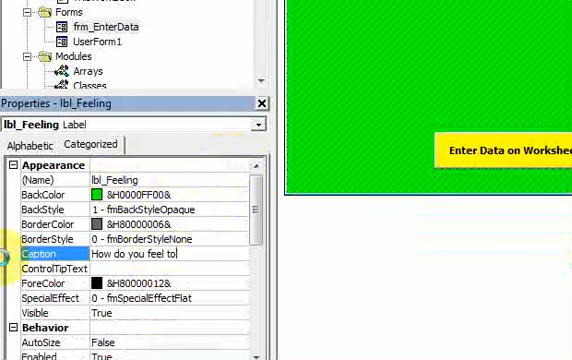 Forms
frm_EnterData
UserForm1
Modules
Arrays
Classes
Properties - lbl_Feeling
lbl_Feeling Label
Alphabetic Categorized
Appearance
(Name) lbl_Feeling
BackColor &H0000FF00&
BackStyle 1 - fmBackStyleOpaque
BorderColor &H80000006&
BorderStyle 0 - fmBorderStyleNone
Caption How do you feel to
ControlTipText
ForeColor &H80000012&
SpecialEffect 0 - fmSpecialEffectFlat
Visible True
Behavior
AutoSize False
Enabled True
Enter Data on Workshee